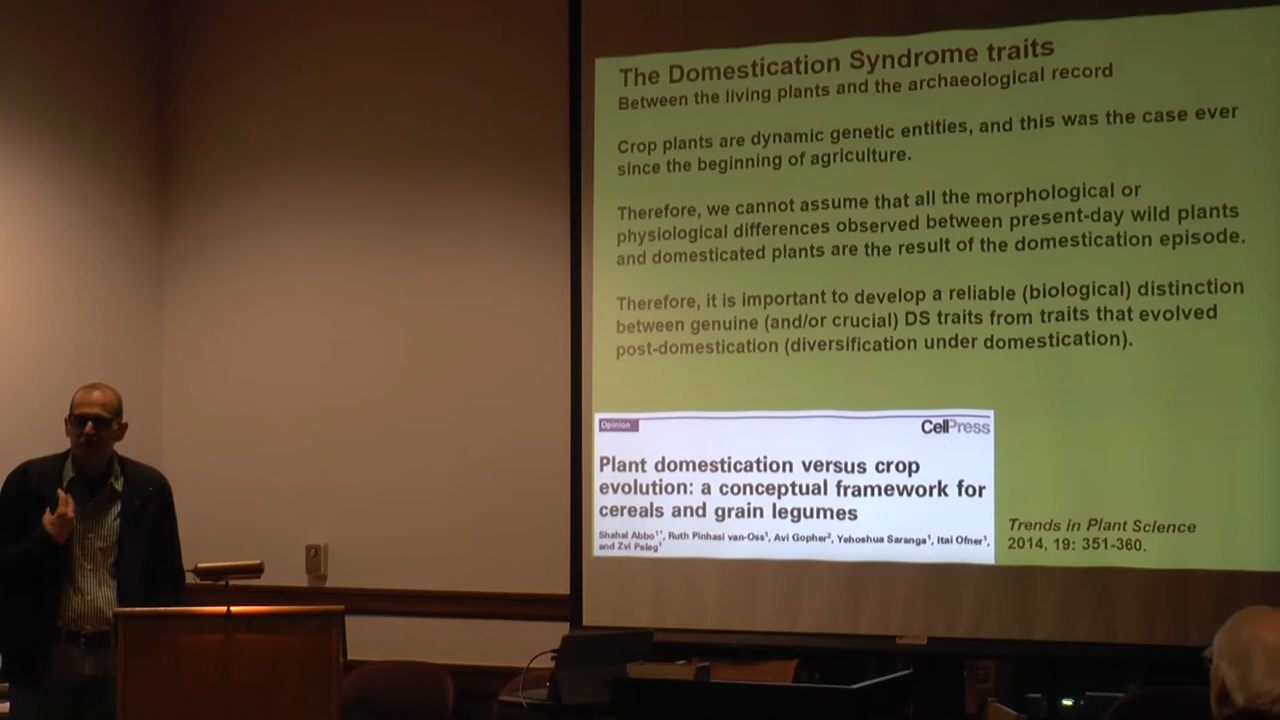 The Domestication Syndrome traits
Between the living plants and the archaeological record
Crop plants are dynamic genetic entities, and this was the case ever
since the beginning of agriculture.
Therefore, we cannot assume that all the morphological or
physiological differences observed between present-day wild plants
and domesticated plants are the result of the domestication episode.
Therefore, it is important to develop a reliable (biological) distinction
between genuine (and/or crucial) DS traits from traits that evolved
post-domestication (diversification under domestication).
Opinion
CellPress
Plant domestication versus crop
evolution: a conceptual framework for
cereals and grain legumes
Shahal Abbo1*, Ruth Pinhasi van-Oss1, Avi Gopher2, Yehoshua Saranga1, Itai Ofner1,
and Zvi Peleg1
Trends in Plant Science
2014, 19: 351-360.